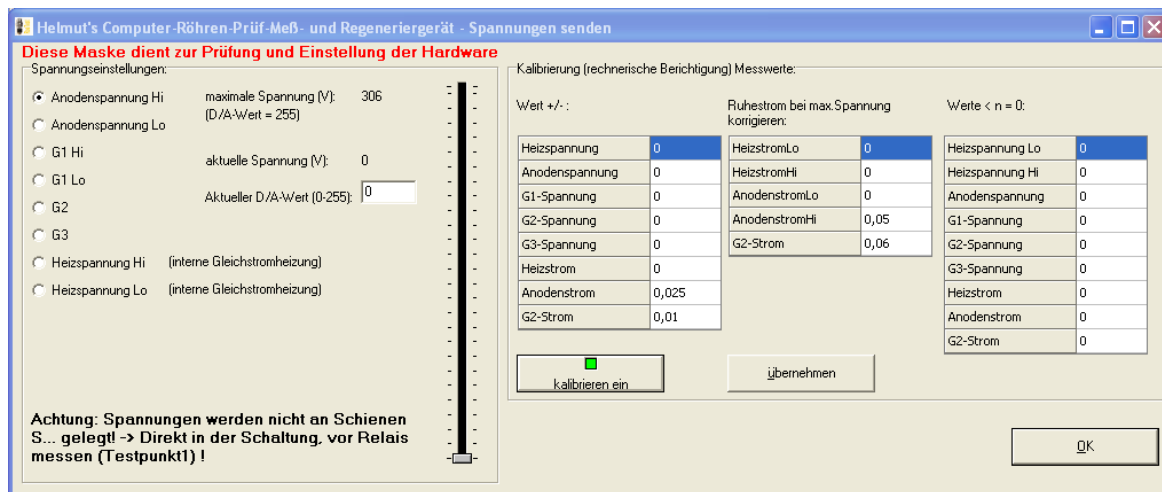 Helmut's Computer-Röhren-Prüf-Meß- und Regeneriergerät - Spannungen senden
Diese Maske dient zur Prüfung und Einstellung der Hardware
Spannungseinstellungen:
Anodenspannung Hi
maximale Spannung (V): 306
(D/A-Wert = 255)
Anodenspannung Lo
G1 Hi
aktuelle Spannung (V): 0
G1 Lo
Aktueller D/A-Wert (0-255): 0
G2
G3
Heizspannung Hi (interne Gleichstromheizung)
Heizspannung Lo (interne Gleichstromheizung)
Achtung: Spannungen werden nicht an Schienen
S... gelegt! -> Direkt in der Schaltung, vor Relais
messen (Testpunkt1) !
Kalibrierung (rechnerische Berichtigung) Messwerte:
Wert +/- :
Heizspannung 0
Anodenspannung 0
G1-Spannung 0
G2-Spannung 0
G3-Spannung 0
Heizstrom 0
Anodenstrom 0,025
G2-Strom 0,01
Ruhestrom bei max.Spannung
korrigieren:
HeizstromLo 0
HeizstromHi 0
AnodenstromLo 0
AnodenstromHi 0,05
G2-Strom 0,06
Werte < n = 0:
Heizspannung Lo 0
Heizspannung Hi 0
Anodenspannung 0
G1-Spannung 0
G2-Spannung 0
G3-Spannung 0
Heizstrom 0
Anodenstrom 0
G2-Strom 0
kalibrieren ein
übernehmen
OK